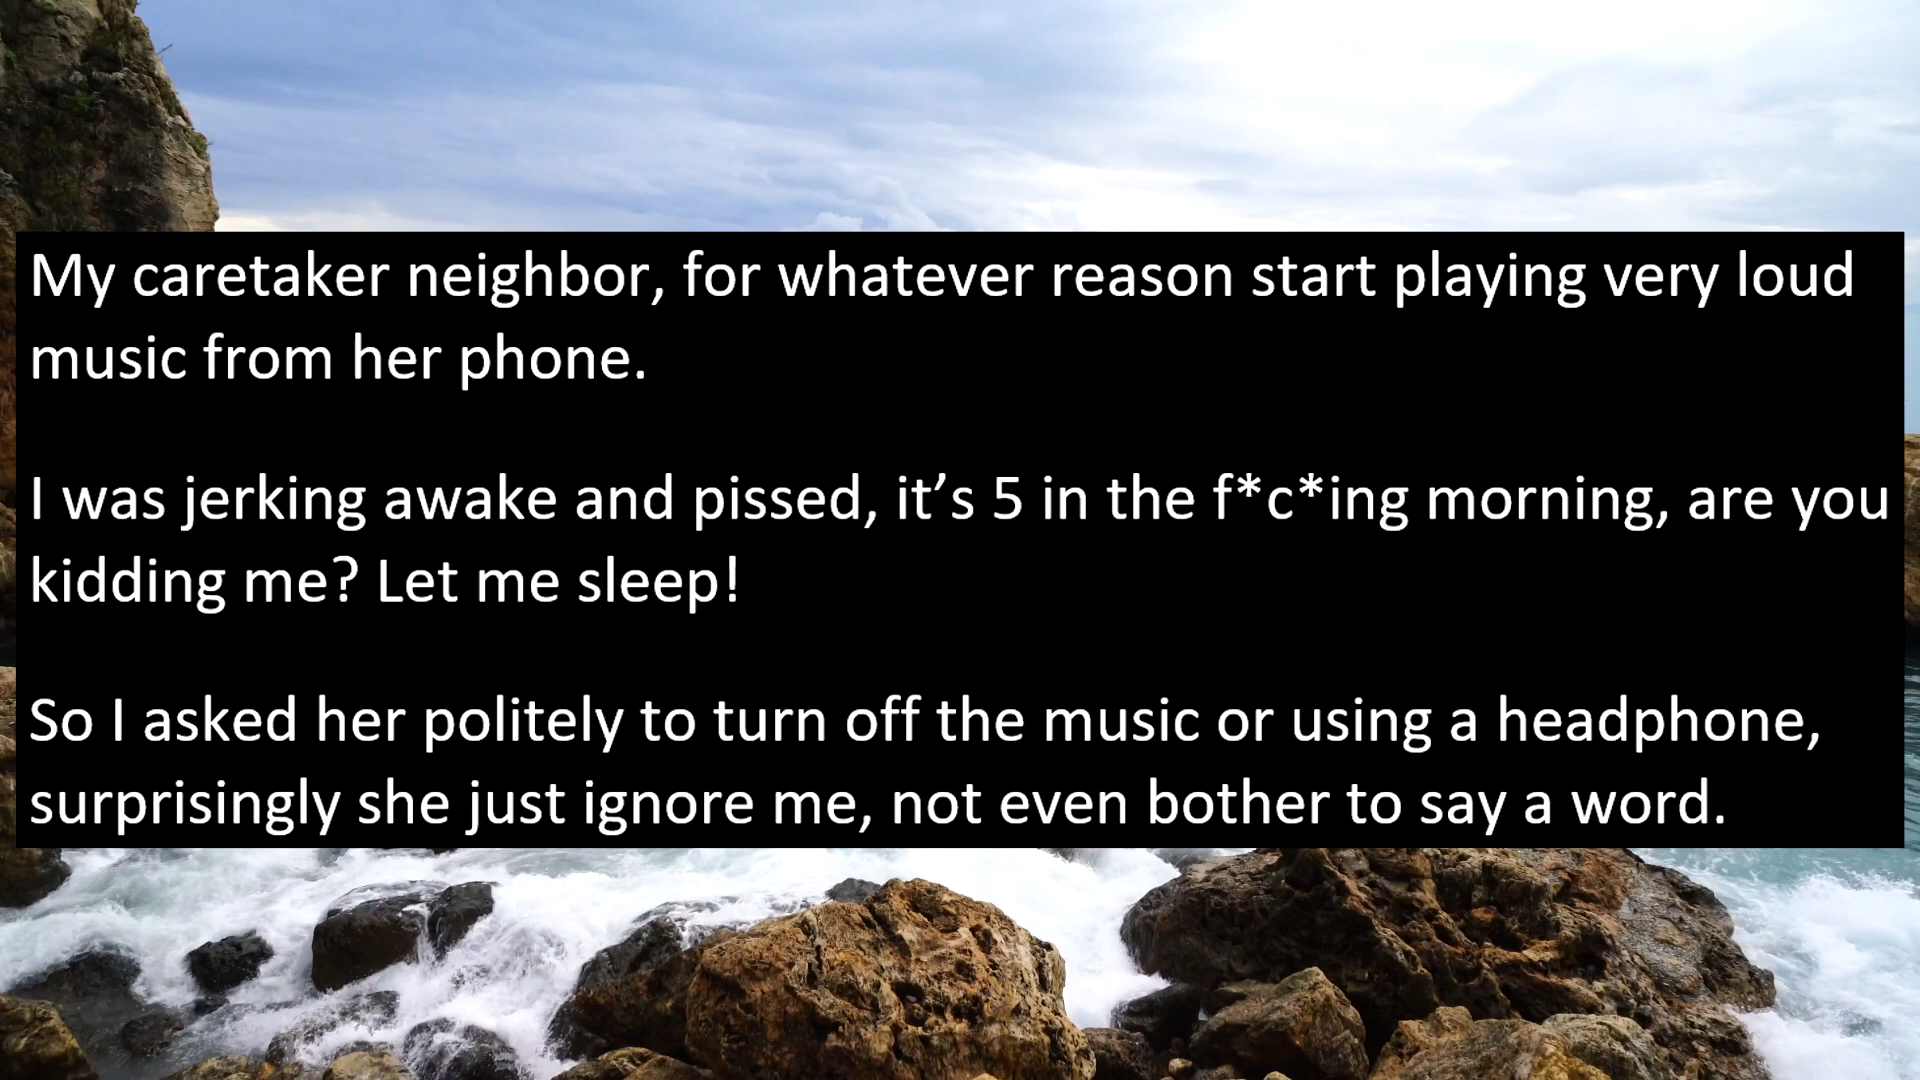 My caretaker neighbor, for whatever reason start playing very loud
music from her phone.
I was jerking awake and pissed, it’s 5 in the f*c*ing morning, are you
kidding me? Let me sleep!
So I asked her politely to turn off the music or using a headphone,
surprisingly she just ignore me, not even bother to say a word.